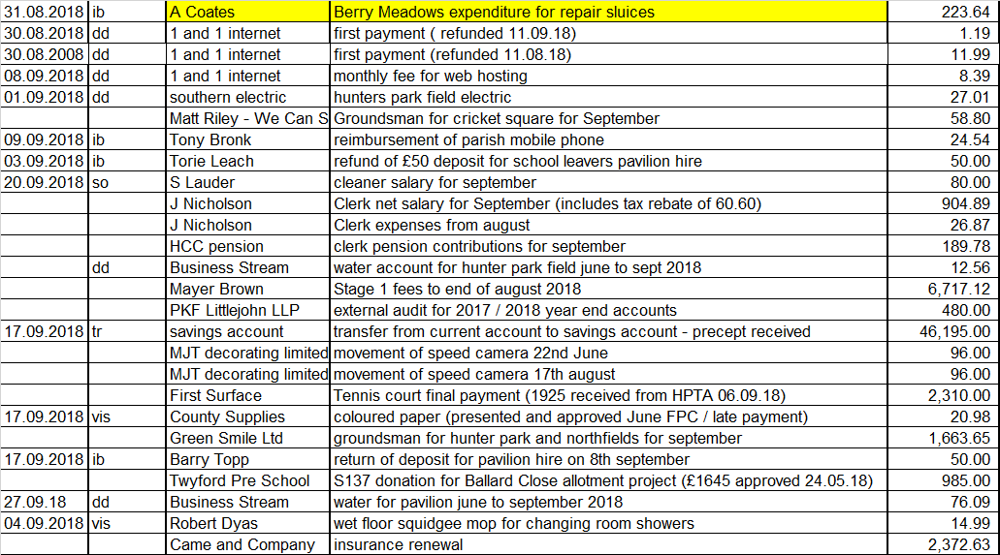 31.08.2018 ib A Coates Berry Meadows expenditure for repair sluices 223.64
30.08.2018 dd 1 and 1 internet first payment ( refunded 11.09.18) 1.19
30.08.2008 dd 1 and 1 internet first payment (refunded 11.08.18) 11.99
08.09.2018 dd 1 and 1 internet monthly fee for web hosting 8.39
01.09.2018 dd southern electric hunters park field electric 27.01
Matt Riley - We Can S Groundsman for cricket square for September 58.80
09.09.2018 ib Tony Bronk reimbursement of parish mobile phone 24.54
03.09.2018 ib Torie Leach refund of £50 deposit for school leavers pavilion hire 50.00
20.09.2018 so S Lauder cleaner salary for september 80.00
J Nicholson Clerk net salary for September (includes tax rebate of 60.60) 904.89
J Nicholson Clerk expenses from august 26.87
HCC pension clerk pension contributions for september 189.78
dd Business Stream water account for hunter park field june to sept 2018 12.56
Mayer Brown Stage 1 fees to end of august 2018 6,717.12
PKF Littlejohn LLP external audit for 2017 / 2018 year end accounts 480.00
17.09.2018 tr savings account transfer from current account to savings account - precept received 46,195.00
MJT decorating limited movement of speed camera 22nd June 96.00
MJT decorating limited movement of speed camera 17th august 96.00
First Surface Tennis court final payment (1925 received from HPTA 06.09.18) 2,310.00
17.09.2018 vis County Supplies coloured paper (presented and approved June FPC / late payment) 20.98
Green Smile Ltd groundsman for hunter park and northfields for september 1,663.65
17.09.2018 ib Barry Topp return of deposit for pavilion hire on 8th september 50.00
Twyford Pre School S137 donation for Ballard Close allotment project (£1645 approved 24.05.18) 985.00
27.09.18 dd Business Stream water for pavilion june to september 2018 76.09
04.09.2018 vis Robert Dyas wet floor squidgee mop for changing room showers 14.99
Came and Company insurance renewal 2,372.63